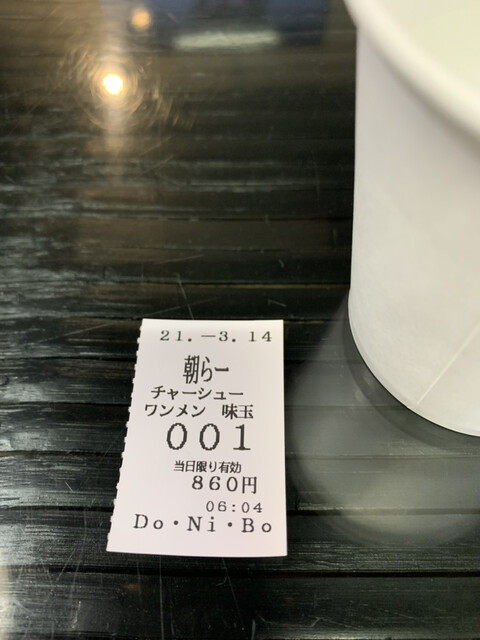 21.-3.14
朝らー
チャーシュー
ワンメン 味玉
001
当日限り有効
860円
06:04
Do・Ni・Bo